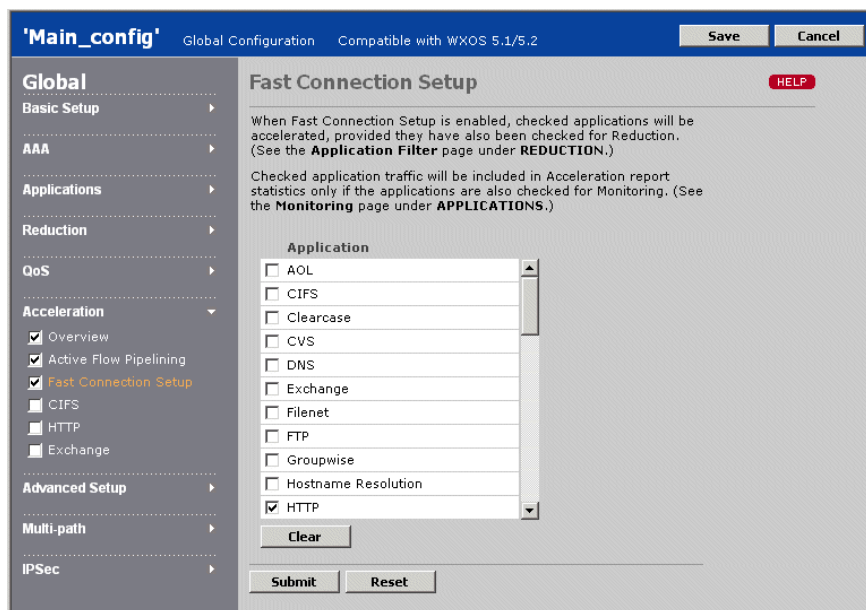 'Main_config' Global Configuration Compatible with WXOS 5.1/5.2 Save Cancel
Global
Basic Setup
AAA
Applications
Reduction
QoS
Acceleration
Overview
Active Flow Pipelining
Fast Connection Setup
CIFS
HTTP
Exchange
Advanced Setup
Multi-path
IPSec
Fast Connection Setup HELP
When Fast Connection Setup is enabled, checked applications will be
accelerated, provided they have also been checked for Reduction.
(See the Application Filter page under REDUCTION.)
Checked application traffic will be included in Acceleration report
statistics only if the applications are also checked for Monitoring. (See
the Monitoring page under APPLICATIONS.)
Application
AOL
CIFS
Clearcase
CVS
DNS
Exchange
Filenet
FTP
Groupwise
Hostname Resolution
HTTP
Clear
Submit Reset